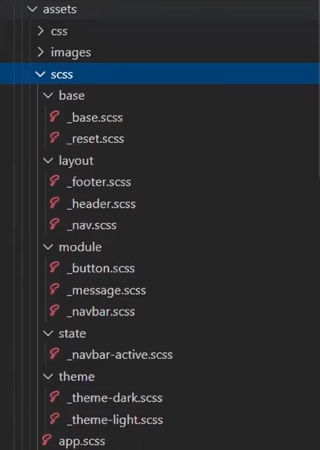 assets
css
images
scss
base
_base.scss
_reset.scss
layout
_footer.scss
_header.scss
_nav.scss
module
_button.scss
_message.scss
_navbar.scss
state
_navbar-active.scss
theme
_theme-dark.scss
_theme-light.scss
app.scss